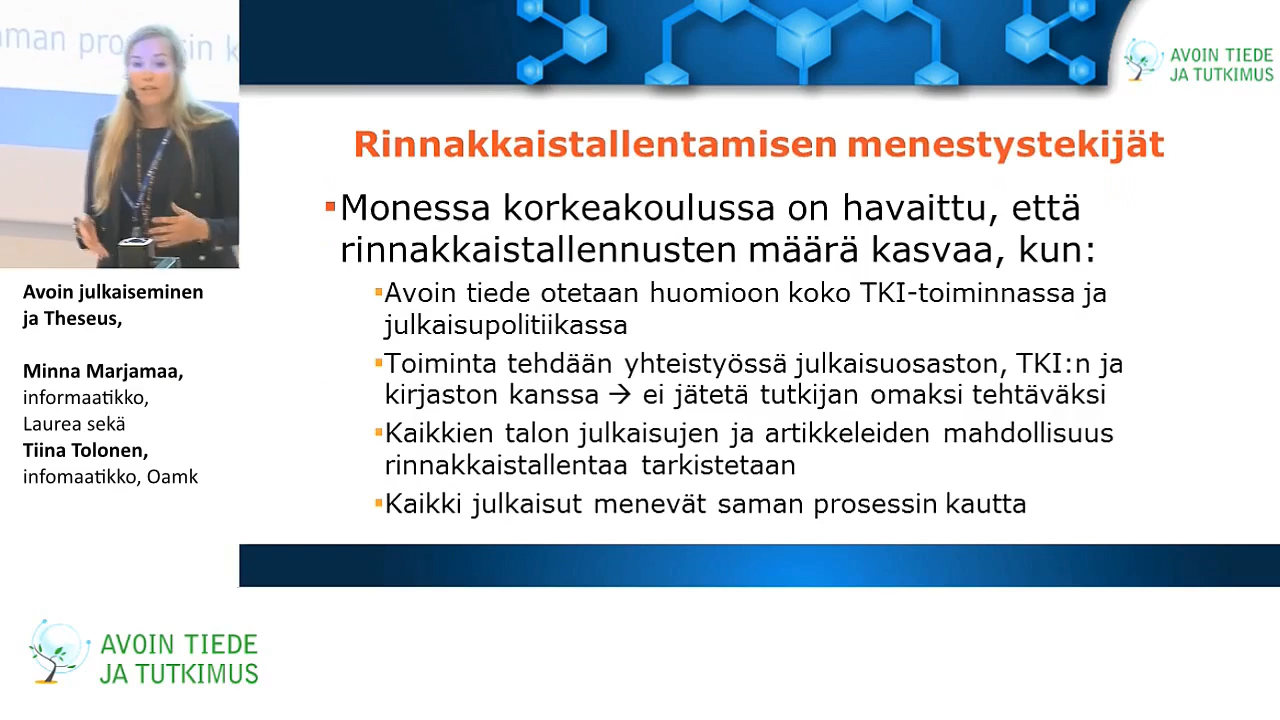 aman pro
in k
AVOIN TIEDE
JA TUTKIMUS
Rinnakkaistallentamisen menestystekijät
Monessa korkeakoulussa on havaittu, että
rinnakkaistallennusten määrä kasvaa, kun:
Avoin tiede otetaan huomioon koko TKI-toiminnassa ja
julkaisupolitiikassa
Toiminta tehdään yhteistyössä julkaisuosaston, TKI:n ja
kirjaston kanssa → ei jätetä tutkijan omaksi tehtäväksi
Kaikkien talon julkaisujen ja artikkeleiden mahdollisuus
rinnakkaistallentaa tarkistetaan
Kaikki julkaisut menevät saman prosessin kautta
Avoin julkaiseminen
ja Theseus,
Minna Marjamaa,
informaatikko,
Laurea sekä
Tiina Tolonen,
infomaatikko, Oamk
AVOIN TIEDE
JA TUTKIMUS